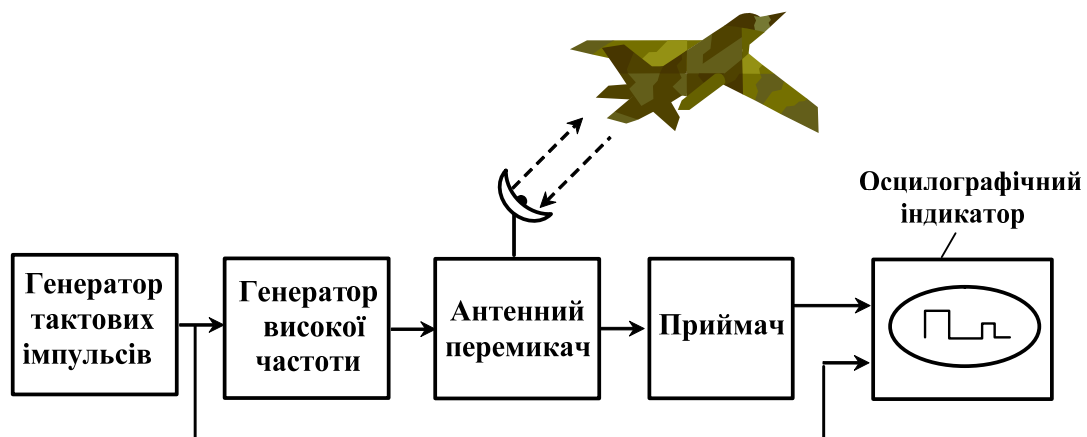 Осцилографічний
індикатор
Генератор
тактових
імпульсів
Генератор
високої
частоти
Антенний
перемикач
Приймач